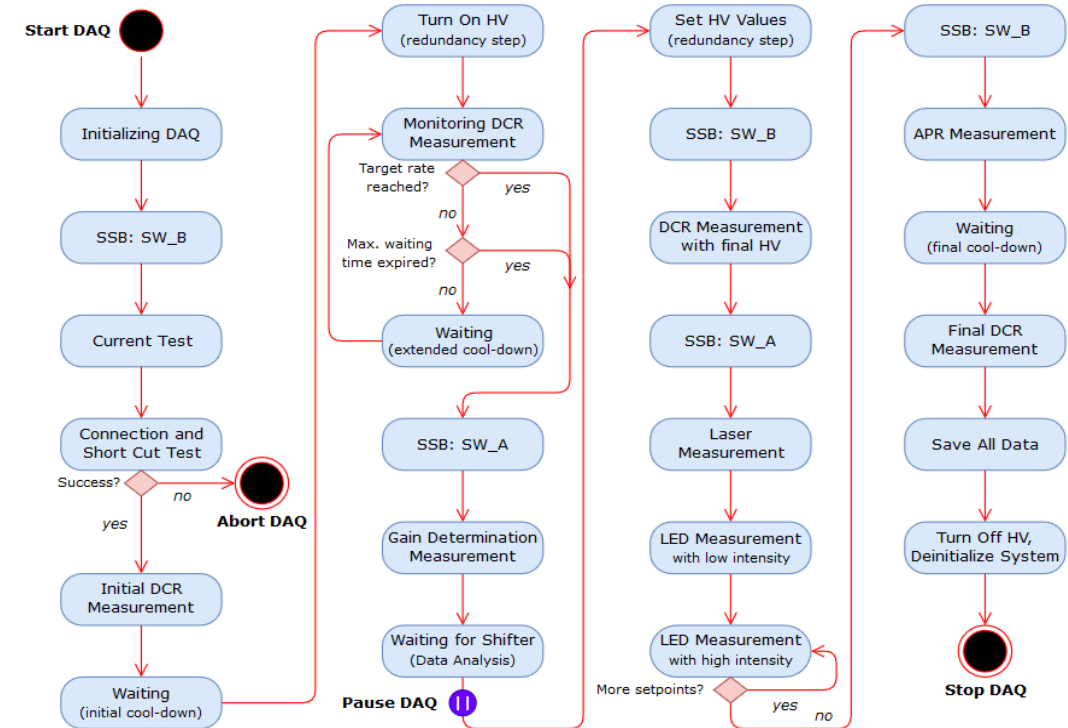 Start DAQ
Initializing DAQ
SSB: SW_B
Current Test
Connection and
Short Cut Test
Success?
no
Abort DAQ
yes
Initial DCR
Measurement
Waiting
(initial cool-down)
Turn On HV
(redundancy step)
Monitoring DCR
Measurement
Target rate
reached?
yes
no
Max. waiting
time expired?
yes
no
Waiting
(extended cool-down)
SSB: SW_A
Gain Determination
Measurement
Waiting for Shifter
(Data Analysis)
Pause DAQ
Set HV Values
(redundancy step)
SSB: SW_B
DCR Measurement
with final HV
SSB: SW_A
Laser
Measurement
LED Measurement
with low intensity
LED Measurement
with high intensity
More setpoints?
yes
no
SSB: SW_B
APR Measurement
Waiting
(final cool-down)
Final DCR
Measurement
Save All Data
Turn Off HV,
Deinitialize System
Stop DAQ